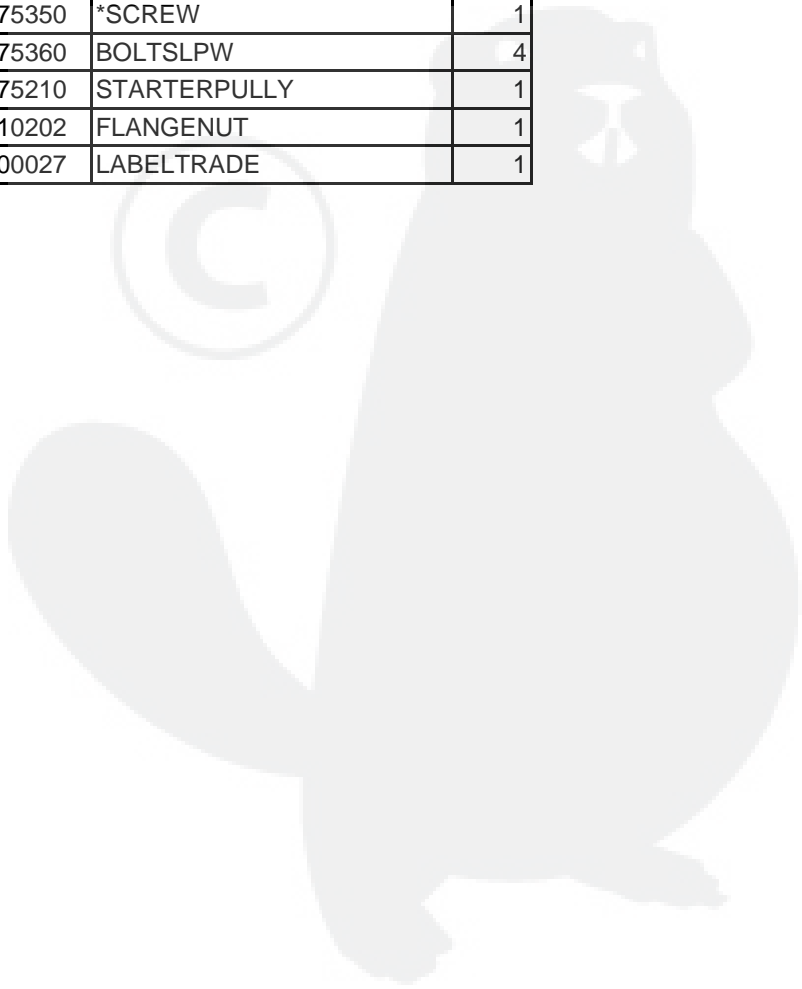 75350 *SCREW 1
75360 BOLTSLPW 4
75210 STARTERPULLY 1
10202 FLANGENUT 1
00027 LABELTRADE 1
©